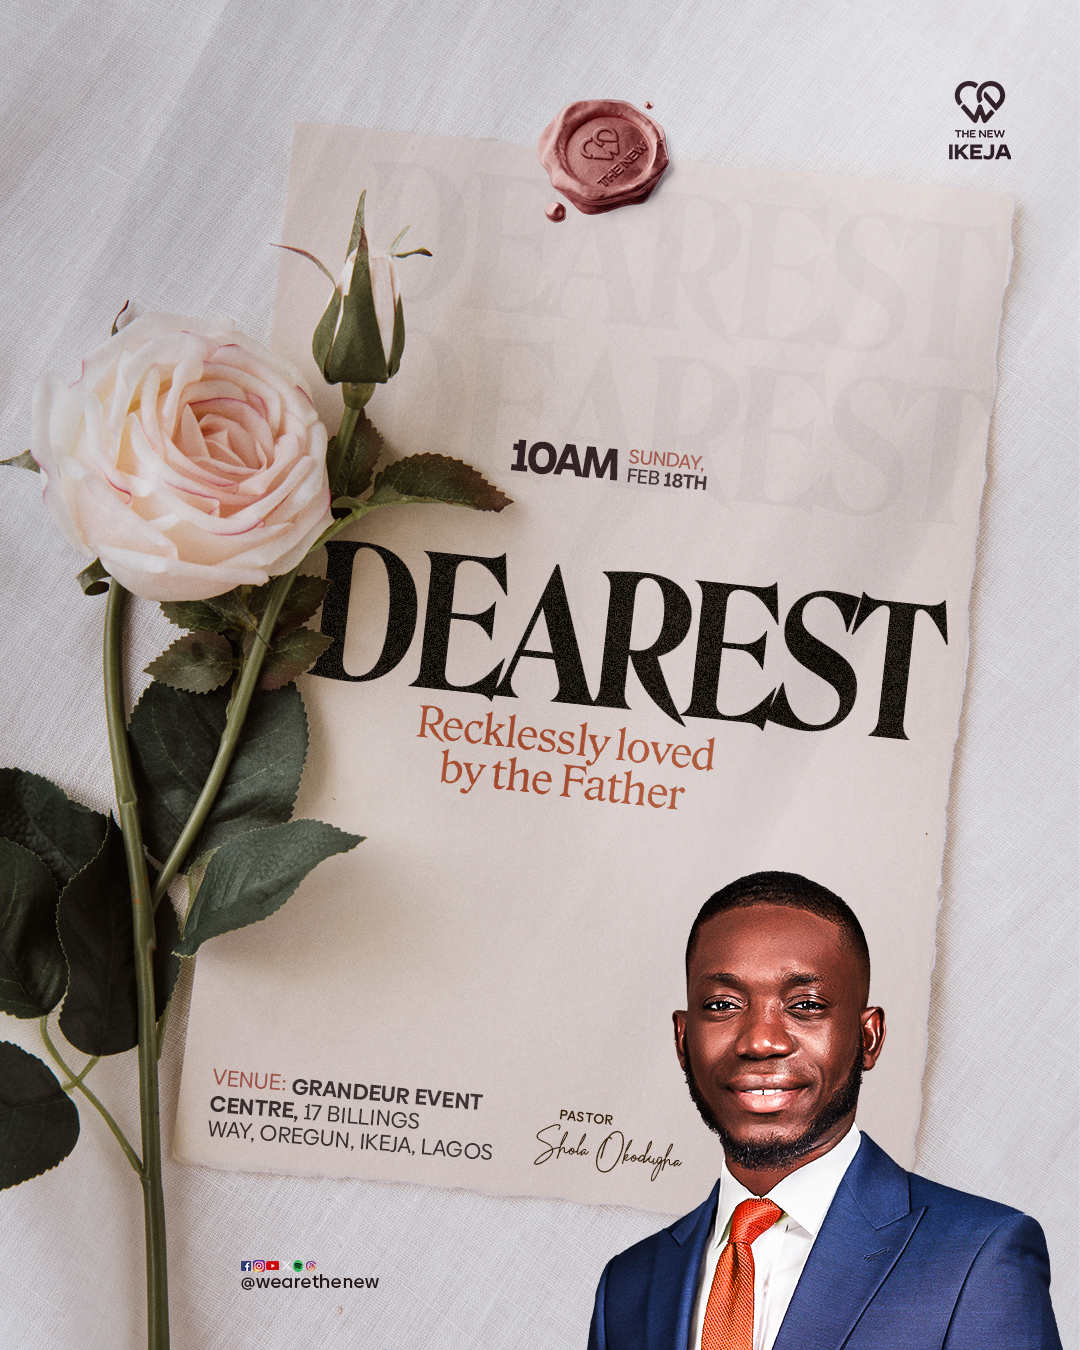 THE NEW
IKEJA
THE NEW
DEAREST
DEAREST
10AM SUNDAY,
FEB 18TH
DEAREST
Recklessly loved
by the Father
VENUE: GRANDEUR EVENT
CENTRE, 17 BILLINGS
WAY, OREGUN, IKEJA, LAGOS
PASTOR
Shola Okodugha
@wearethenew